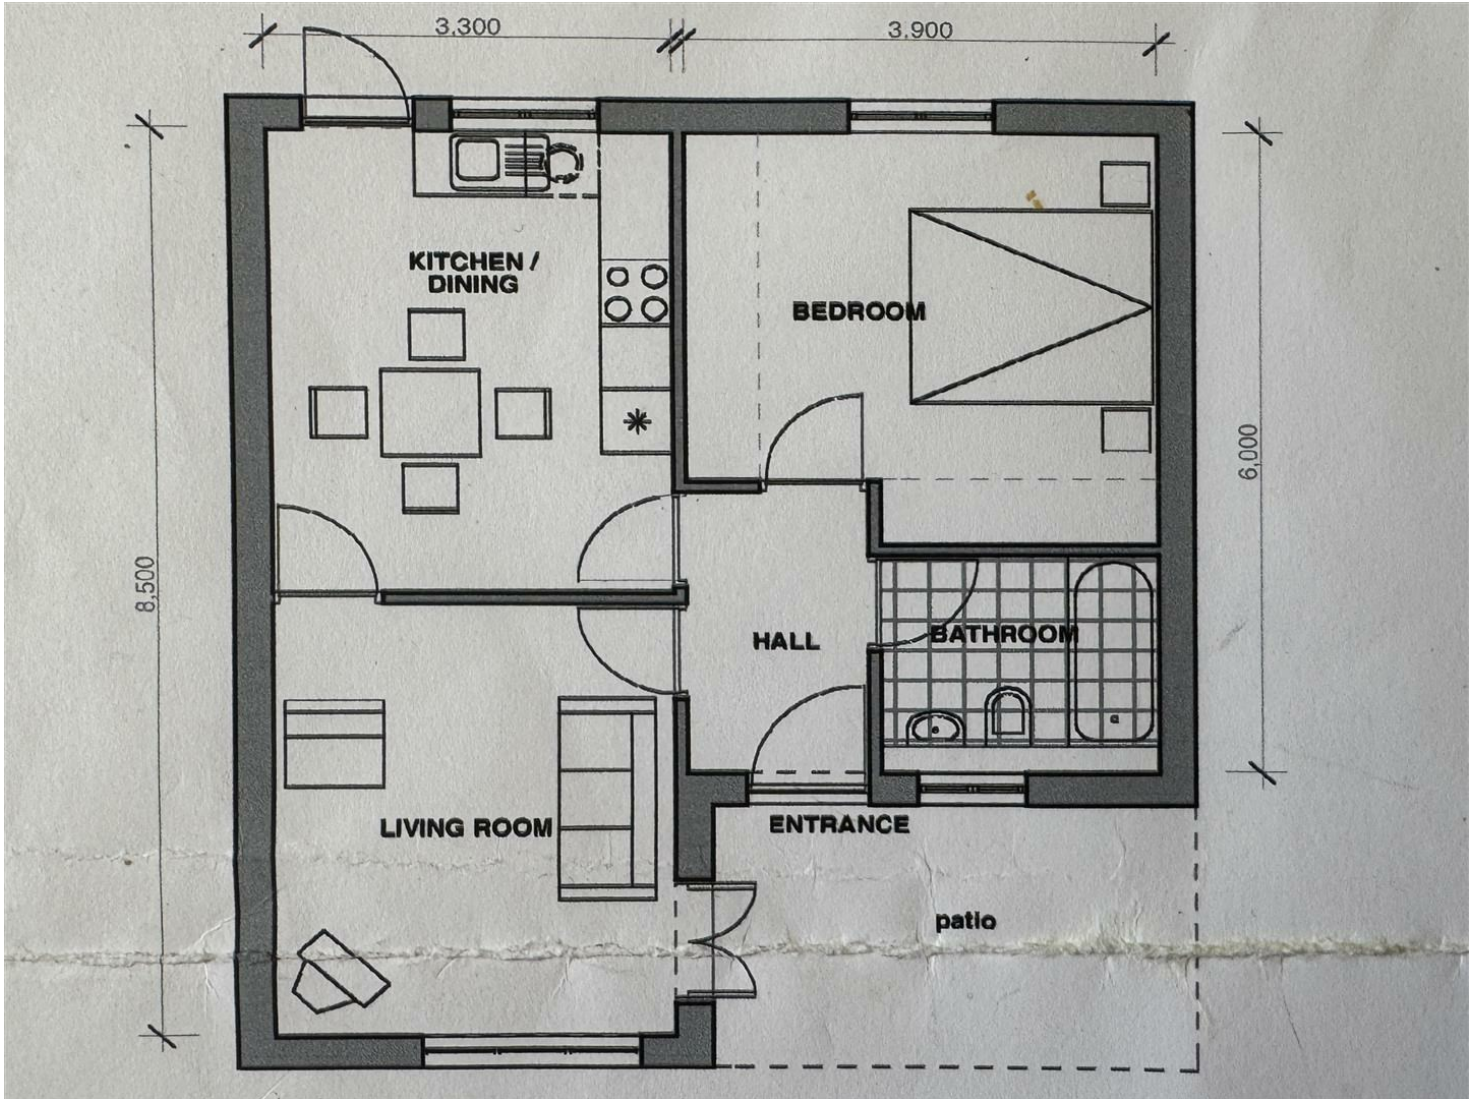 3,300
3,900
KITCHEN /
DINING
BEDROOM
6,000
8,500
HALL
BATHROOM
LIVING ROOM
ENTRANCE
patio